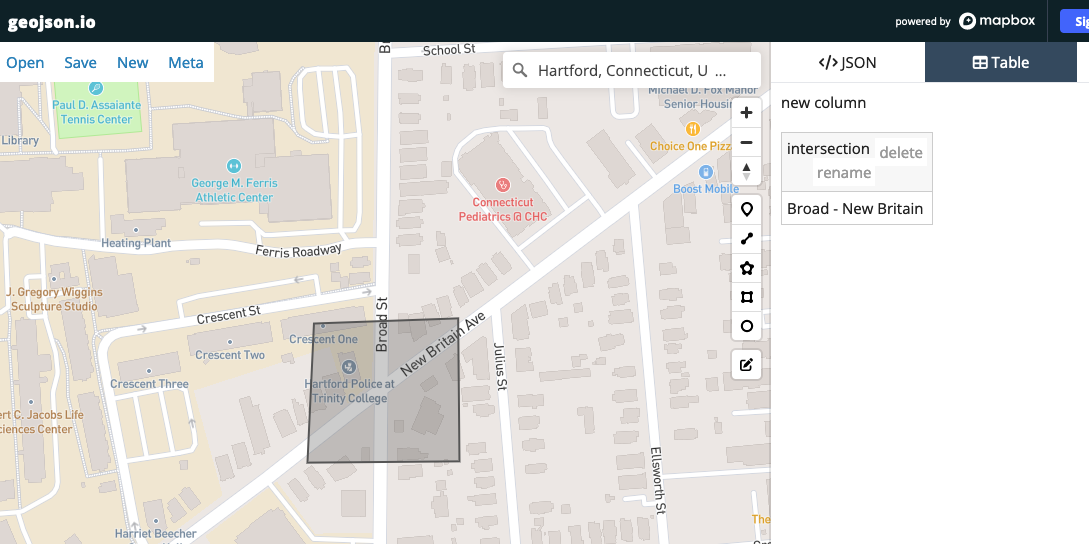 geojson.io
powered by mapbox
Open Save New Meta
Hartford, Connecticut, U ...
JSON
Table
new column
intersection
delete
rename
Broad - New Britain
School St
Paul D. Assaiante
Tennis Center
Library
Michael D. Fox Manor
Choice One Pizz
Boost Mobile
George M. Ferris
Athletic Center
Connecticut
Pediatrics @ CHC
Heating Plant
Ferris Roadway
J. Gregory Wiggins
Sculpture Studio
Crescent St
Broad St
New Britain Ave
Crescent One
Crescent Two
Crescent Three
Hartford Police at
Trinity College
Julius St
ert C. Jacobs Life
ciences Center
Ellsworth St
Harriet Beecher
The